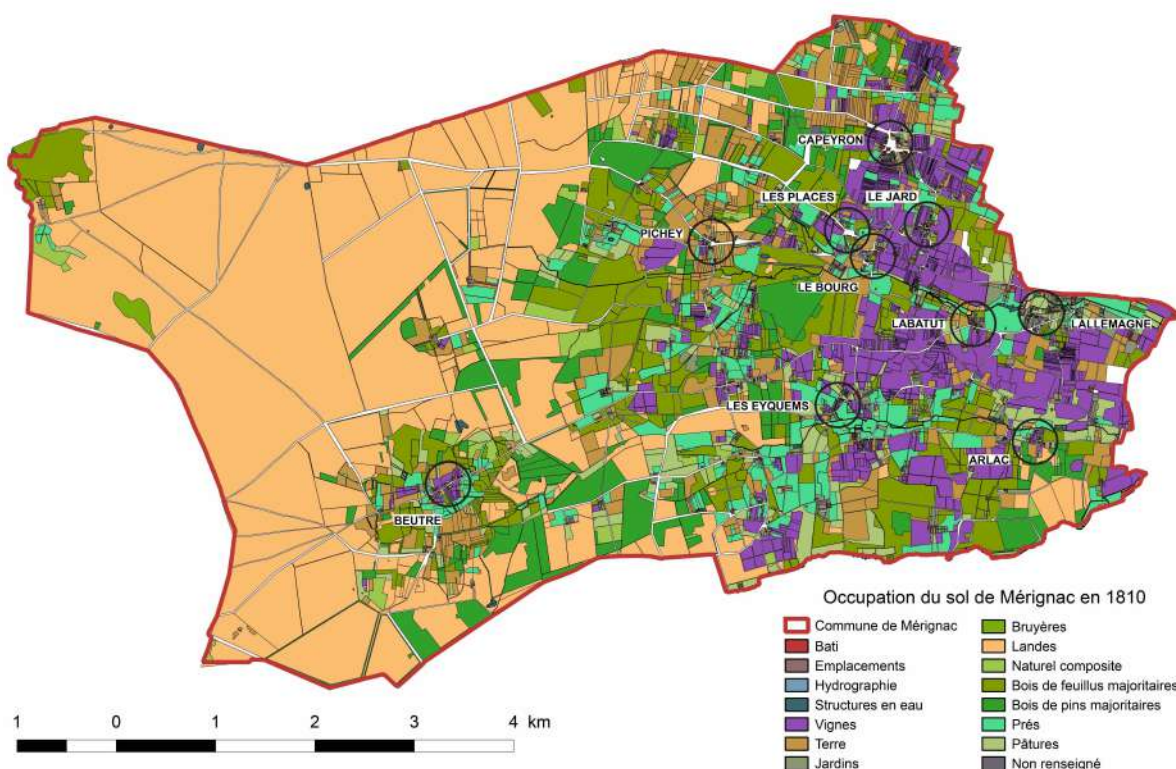 CAPEYRON
LES PLACES
LE JARD
PICHEY
LE BOURG
LABATUT
LALLEMAGNE
LES EYQUEMS
ARLAC
BEUTRE
Occupation du sol de Mérignac en 1810
Commune de Mérignac
Bati
Emplacements
Hydrographie
Structures en eau
Vignes
Terre
Jardins
Bruyères
Landes
Naturel composite
Bois de feuillus majoritaires
Bois de pins majoritaires
Prés
Pâtures
Non renseigné
1 0 1 2 3 4 km